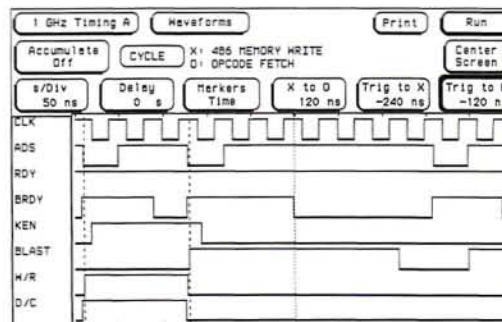 1 GHz Timing A Waveforms Print Run
Accumulate Off CYCLE X: 486 MEMORY WRITE Center Screen
O: OPCODE FETCH
s/Div 50 ns Delay 0 s Markers Time X to O 120 ns Trig to X -240 ns Trig to -120 n
CLK
ADS
RDY
BRDY
KEN
BLAST
W/R
D/C